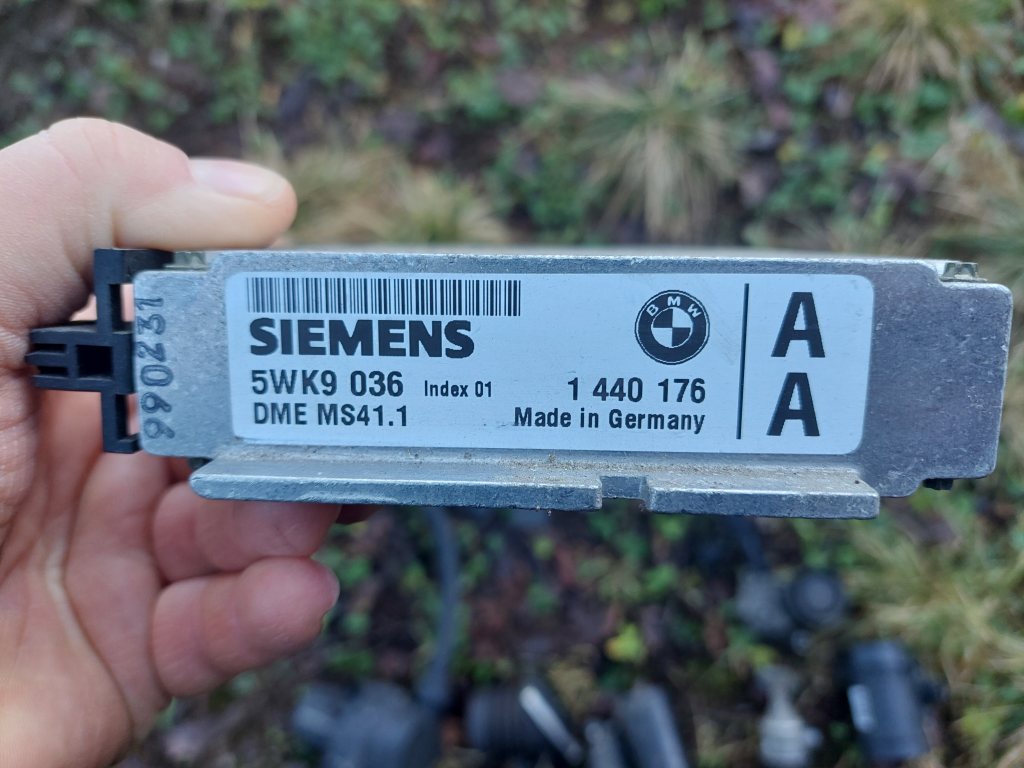 990231
SIEMENS
5WK9 036 Index 01
DME MS41.1
BMW
1 440 176
Made in Germany
A
A